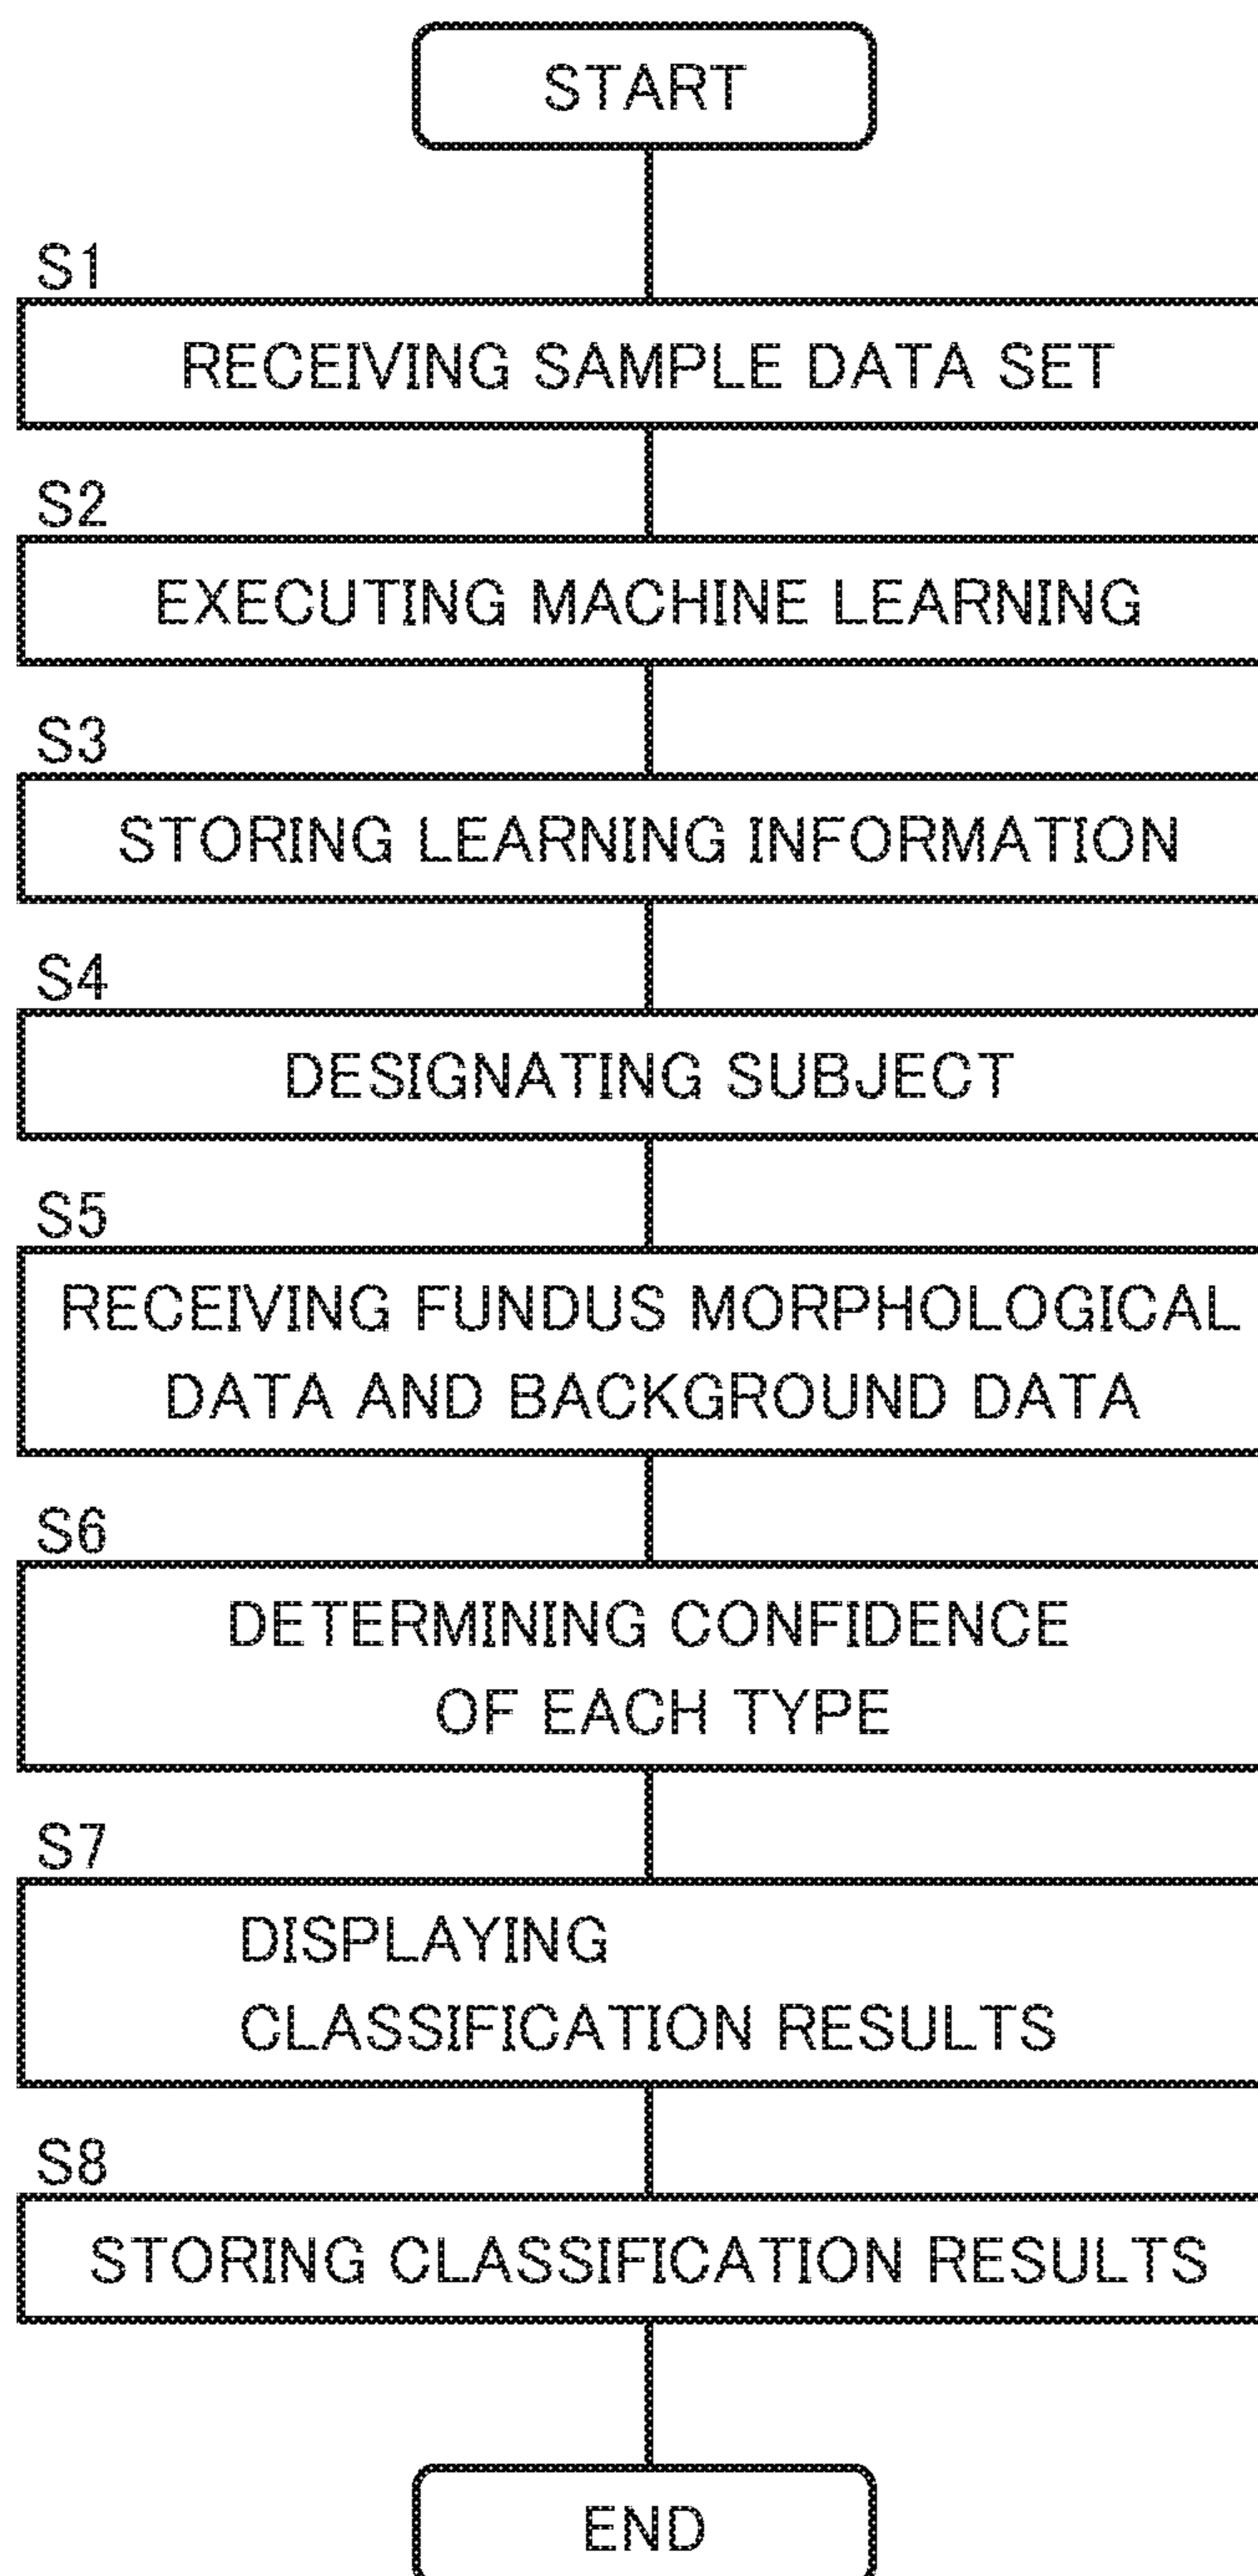 START
S1
RECEIVING SAMPLE DATA SET
S2
EXECUTING MACHINE LEARNING
S3
STORING LEARNING INFORMATION
S4
DESIGNATING SUBJECT
S5
RECEIVING FUNDUS MORPHOLOGICAL
DATA AND BACKGROUND DATA
S6
DETERMINING CONFIDENCE
OF EACH TYPE
S7
DISPLAYING
CLASSIFICATION RESULTS
S8
STORING CLASSIFICATION RESULTS
END